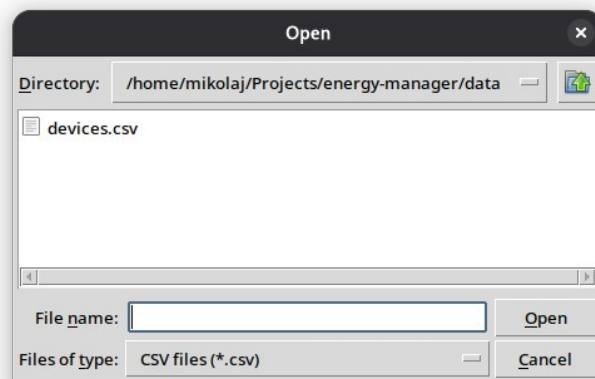 Open
Directory: /home/mikolaj/Projects/energy-manager/data
devices.csv
File name: Open
Files of type: CSV files (*.csv) Cancel